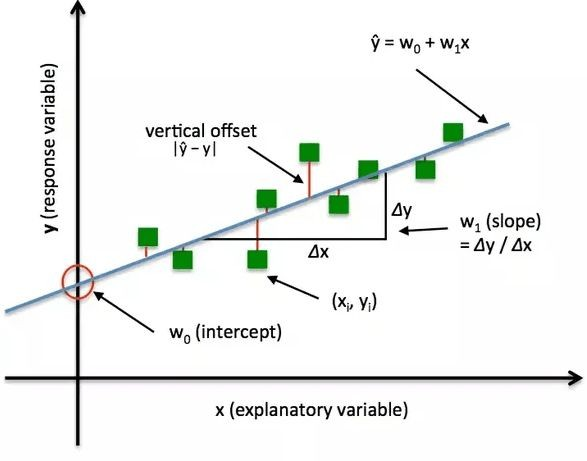 ŷ = w₀ + w₁x
vertical offset
|ŷ – y|
y (response variable)
Δy
w₁ (slope)
= Δy / Δx
Δx
(xᵢ, yᵢ)
w₀ (intercept)
x (explanatory variable)